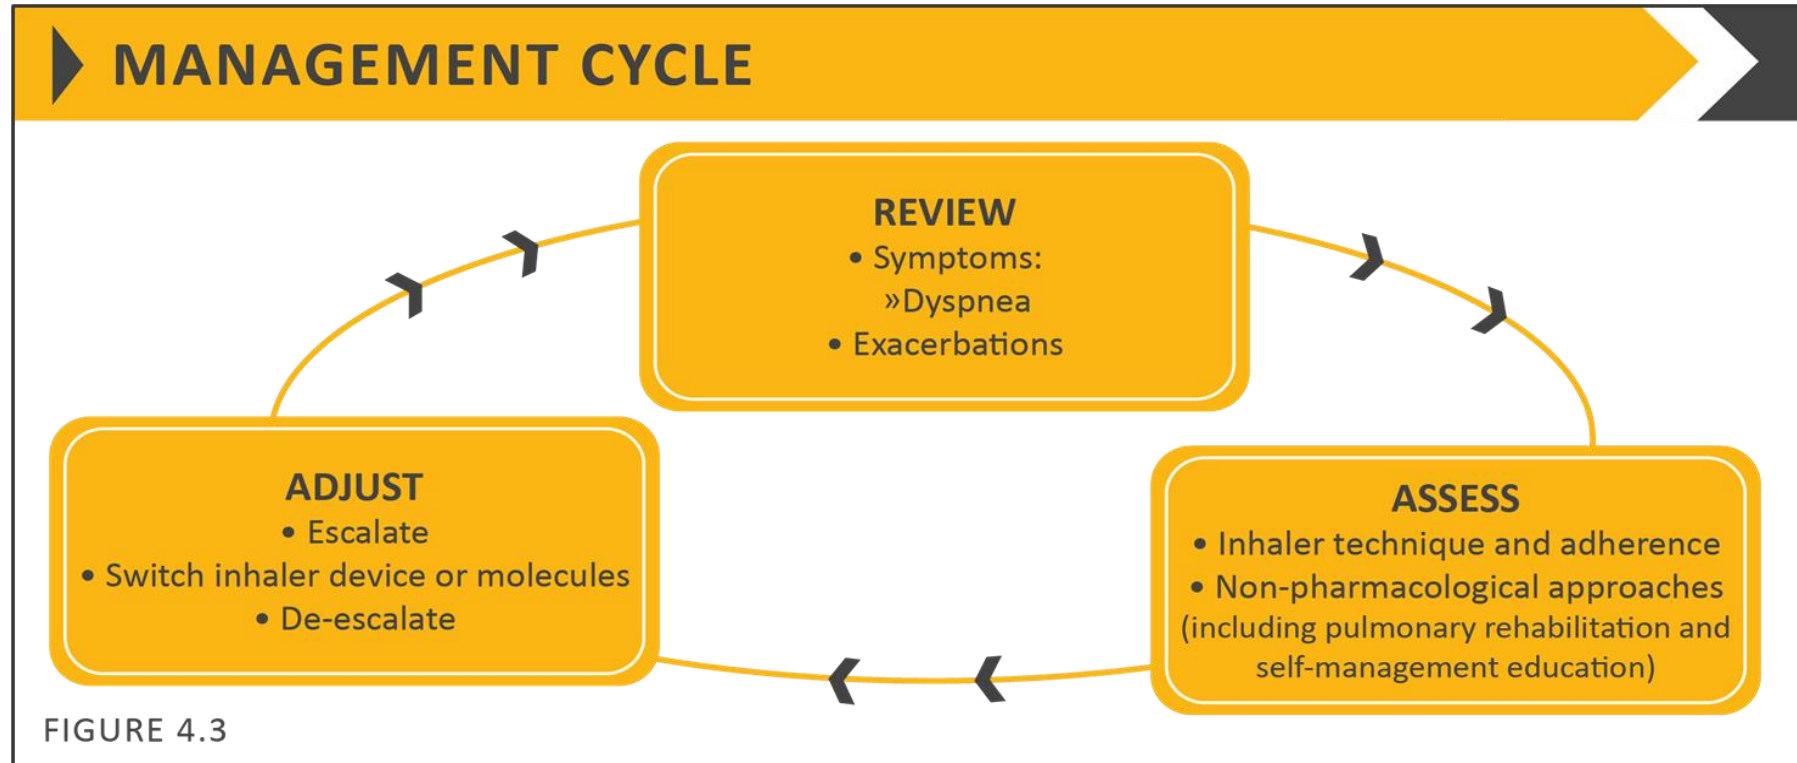 MANAGEMENT CYCLE
REVIEW
• Symptoms:
»Dyspnea
• Exacerbations
ADJUST
• Escalate
• Switch inhaler device or molecules
• De-escalate
ASSESS
• Inhaler technique and adherence
• Non-pharmacological approaches
(including pulmonary rehabilitation and
self-management education)
FIGURE 4.3